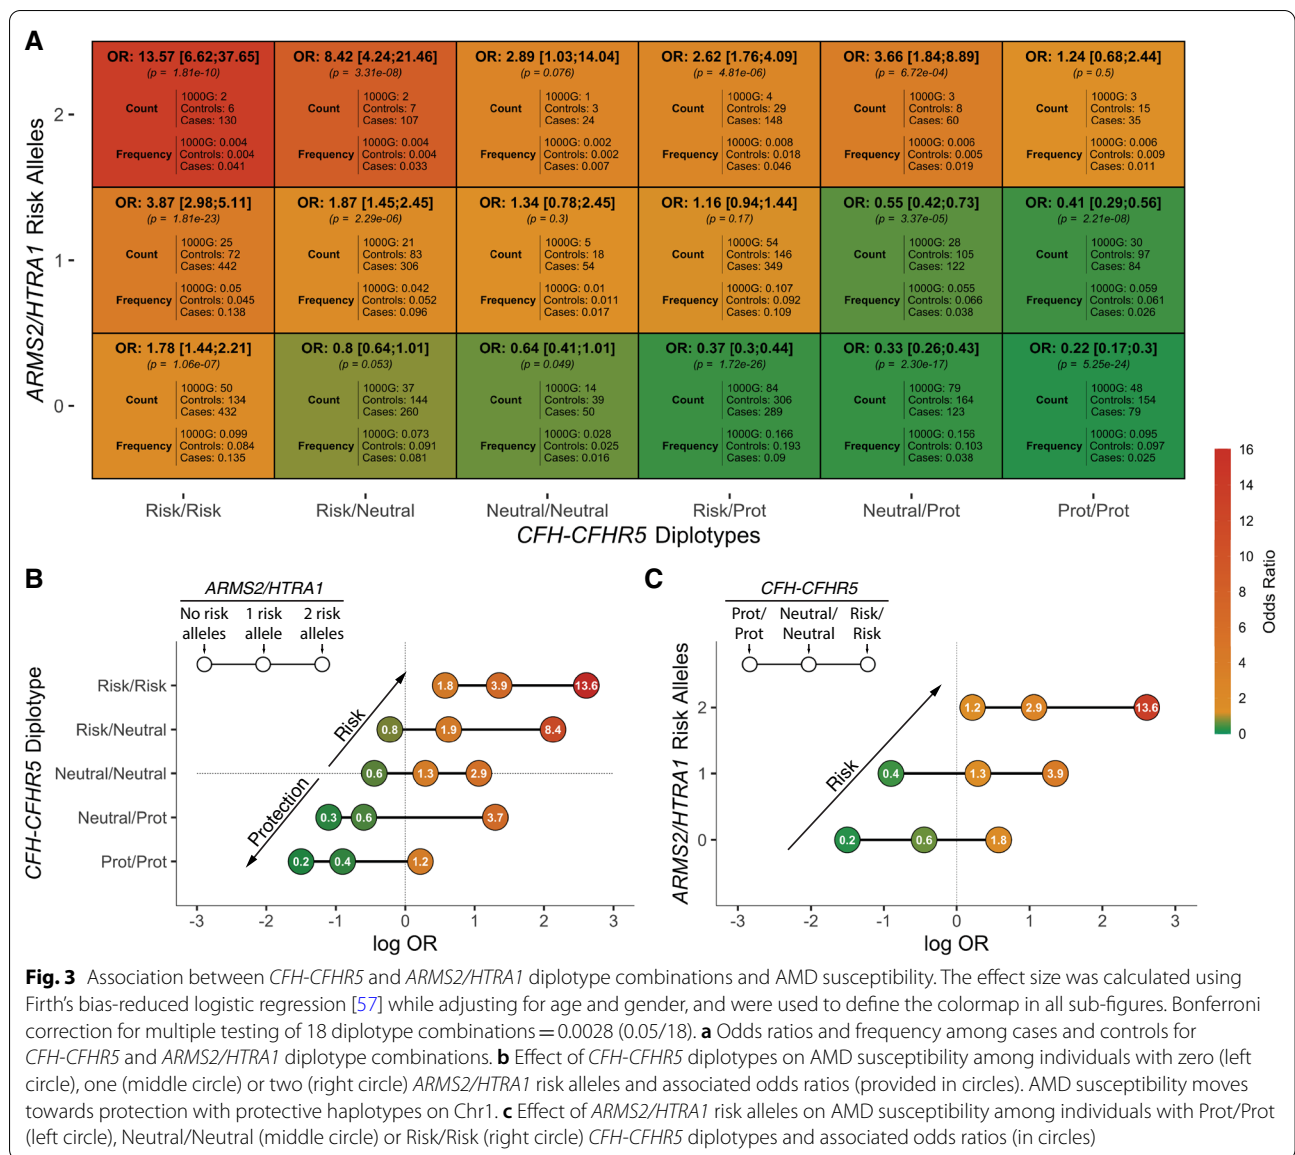 A
ARMS2/HTRA1 Risk Alleles
2
OR: 13.57 [6.62;37.65]
(p = 1.81e-10)
Count
1000G: 2
Controls: 6
Cases: 130
Frequency
1000G: 0.004
Controls: 0.004
Cases: 0.041
OR: 8.42 [4.24;21.46]
(p = 3.31e-08)
Count
1000G: 2
Controls: 7
Cases: 107
Frequency
1000G: 0.004
Controls: 0.004
Cases: 0.033
OR: 2.89 [1.03;14.04]
(p = 0.076)
Count
1000G: 1
Controls: 3
Cases: 24
Frequency
1000G: 0.002
Controls: 0.002
Cases: 0.007
OR: 2.62 [1.76;4.09]
(p = 4.81e-06)
Count
1000G: 4
Controls: 29
Cases: 148
Frequency
1000G: 0.008
Controls: 0.018
Cases: 0.046
OR: 3.66 [1.84;8.89]
(p = 6.72e-04)
Count
1000G: 3
Controls: 8
Cases: 60
Frequency
1000G: 0.006
Controls: 0.005
Cases: 0.019
OR: 1.24 [0.68;2.44]
(p = 0.5)
Count
1000G: 3
Controls: 15
Cases: 35
Frequency
1000G: 0.006
Controls: 0.009
Cases: 0.011
1
OR: 3.87 [2.98;5.11]
(p = 1.81e-23)
Count
1000G: 25
Controls: 72
Cases: 442
Frequency
1000G: 0.05
Controls: 0.045
Cases: 0.138
OR: 1.87 [1.45;2.45]
(p = 2.29e-06)
Count
1000G: 21
Controls: 83
Cases: 306
Frequency
1000G: 0.042
Controls: 0.052
Cases: 0.096
OR: 1.34 [0.78;2.45]
(p = 0.3)
Count
1000G: 5
Controls: 18
Cases: 54
Frequency
1000G: 0.01
Controls: 0.011
Cases: 0.017
OR: 1.16 [0.94;1.44]
(p = 0.17)
Count
1000G: 54
Controls: 146
Cases: 349
Frequency
1000G: 0.107
Controls: 0.092
Cases: 0.109
OR: 0.55 [0.42;0.73]
(p = 3.37e-05)
Count
1000G: 28
Controls: 105
Cases: 122
Frequency
1000G: 0.055
Controls: 0.066
Cases: 0.038
OR: 0.41 [0.29;0.56]
(p = 2.21e-08)
Count
1000G: 30
Controls: 97
Cases: 84
Frequency
1000G: 0.059
Controls: 0.061
Cases: 0.026
0
OR: 1.78 [1.44;2.21]
(p = 1.06e-07)
Count
1000G: 50
Controls: 134
Cases: 432
Frequency
1000G: 0.099
Controls: 0.084
Cases: 0.135
OR: 0.8 [0.64;1.01]
(p = 0.053)
Count
1000G: 37
Controls: 144
Cases: 260
Frequency
1000G: 0.073
Controls: 0.091
Cases: 0.081
OR: 0.64 [0.41;1.01]
(p = 0.049)
Count
1000G: 14
Controls: 39
Cases: 50
Frequency
1000G: 0.028
Controls: 0.025
Cases: 0.016
OR: 0.37 [0.3;0.44]
(p = 1.72e-26)
Count
1000G: 84
Controls: 306
Cases: 289
Frequency
1000G: 0.166
Controls: 0.193
Cases: 0.09
OR: 0.33 [0.26;0.43]
(p = 2.30e-17)
Count
1000G: 79
Controls: 164
Cases: 123
Frequency
1000G: 0.156
Controls: 0.103
Cases: 0.038
OR: 0.22 [0.17;0.3]
(p = 5.25e-24)
Count
1000G: 48
Controls: 154
Cases: 79
Frequency
1000G: 0.095
Controls: 0.097
Cases: 0.025
Risk/Risk Risk/Neutral Neutral/Neutral Risk/Prot Neutral/Prot Prot/Prot
CFH-CFHR5 Diplotypes
16
14
12
10
8
6
4
2
0
Odds Ratio
B
CFH-CFHR5 Diplotype
ARMS2/HTRA1
No risk alleles
1 risk allele
2 risk alleles
Risk
Protection
Risk/Risk 1.8 3.9 13.6
Risk/Neutral 0.8 1.9 8.4
Neutral/Neutral 0.6 1.3 2.9
Neutral/Prot 0.3 0.6 3.7
Prot/Prot 0.2 0.4 1.2
-3 -2 -1 0 1 2 3
log OR
C
ARMS2/HTRA1 Risk Alleles
CFH-CFHR5
Prot/ Prot
Neutral/ Neutral
Risk/ Risk
Risk
2 1.2 2.9 13.6
1 0.4 1.3 3.9
0 0.2 0.6 1.8
-3 -2 -1 0 1 2 3
log OR
Fig. 3 Association between CFH-CFHR5 and ARMS2/HTRA1 diplotype combinations and AMD susceptibility. The effect size was calculated using
Firth's bias-reduced logistic regression [57] while adjusting for age and gender, and were used to define the colormap in all sub-figures. Bonferroni
correction for multiple testing of 18 diplotype combinations = 0.0028 (0.05/18). a Odds ratios and frequency among cases and controls for
CFH-CFHR5 and ARMS2/HTRA1 diplotype combinations. b Effect of CFH-CFHR5 diplotypes on AMD susceptibility among individuals with zero (left
circle), one (middle circle) or two (right circle) ARMS2/HTRA1 risk alleles and associated odds ratios (provided in circles). AMD susceptibility moves
towards protection with protective haplotypes on Chr1. c Effect of ARMS2/HTRA1 risk alleles on AMD susceptibility among individuals with Prot/Prot
(left circle), Neutral/Neutral (middle circle) or Risk/Risk (right circle) CFH-CFHR5 diplotypes and associated odds ratios (in circles)